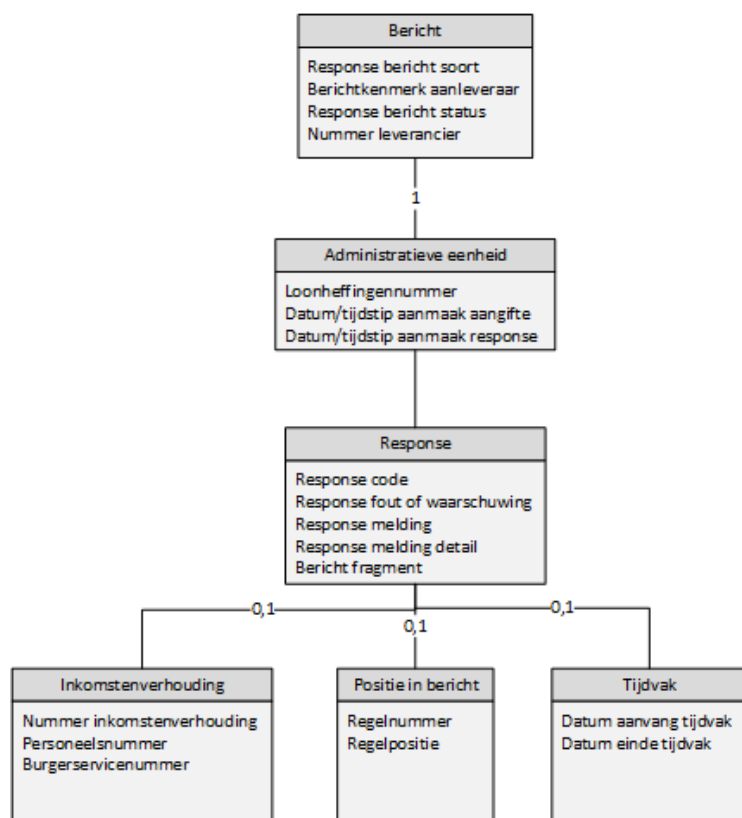 Bericht
Response bericht soort
Berichtkenmerk aanleveraar
Response bericht status
Nummer leverancier
1
Administratieve eenheid
Loonheffingennummer
Datum/tijdstip aanmaak aangifte
Datum/tijdstip aanmaak response
Response
Response code
Response fout of waarschuwing
Response melding
Response melding detail
Bericht fragment
0,1
0,1
0,1
Inkomstenverhouding
Nummer inkomstenverhouding
Personeelsnummer
Burgerservicenummer
Positie in bericht
Regelnummer
Regelpositie
Tijdvak
Datum aanvang tijdvak
Datum einde tijdvak